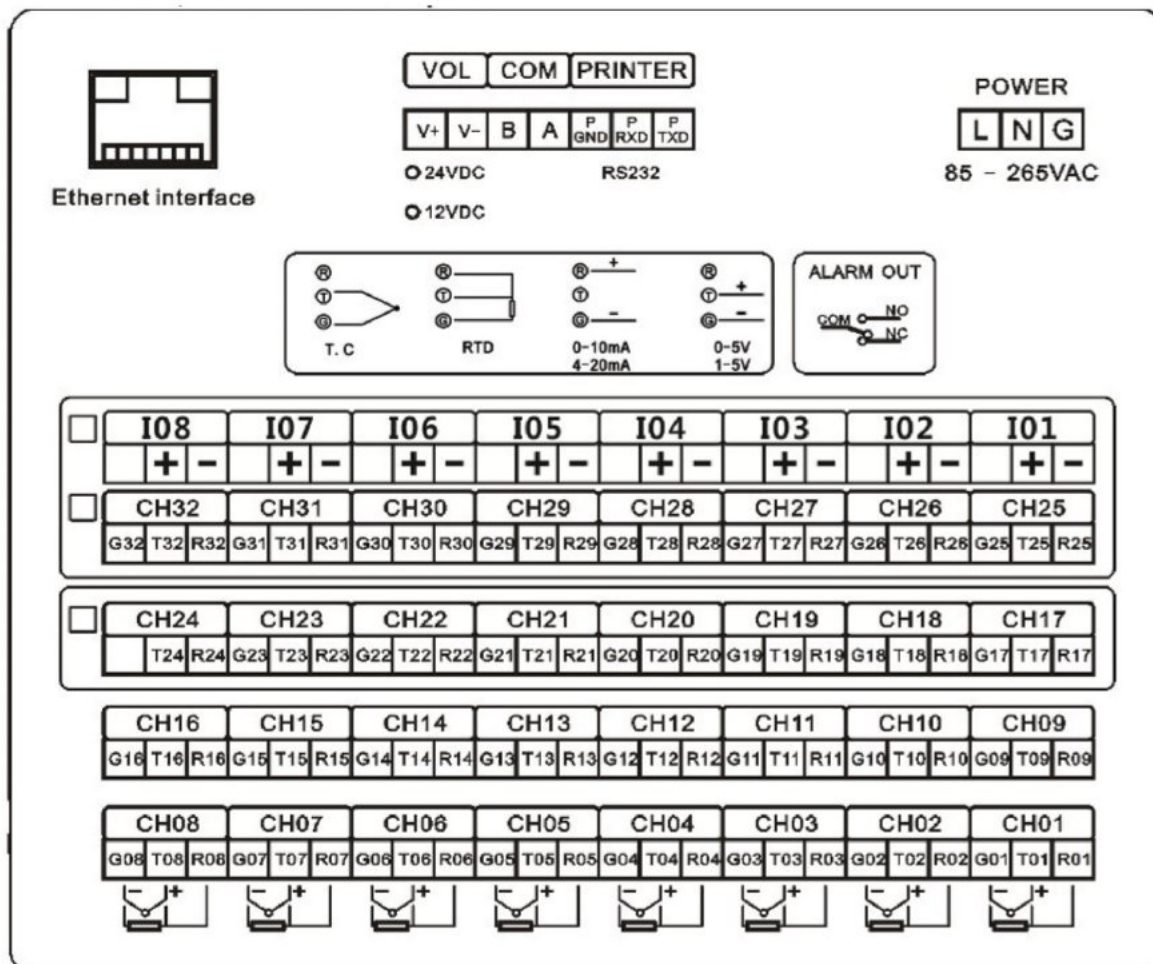 VOL COM PRINTER
POWER
V+ V- B A P GND P RXD P TXD
L N G
24VDC RS232
85 - 265VAC
Ethernet interface
12VDC
R R R + R
ALARM OUT
T T T T +
NO
COM
G G G - G -
NC
T. C RTD 0-10mA 0-5V
4-20mA 1-5V
I08 I07 I06 I05 I04 I03 I02 I01
+ - + - + - + - + - + - + - + -
CH32 CH31 CH30 CH29 CH28 CH27 CH26 CH25
G32 T32 R32 G31 T31 R31 G30 T30 R30 G29 T29 R29 G28 T28 R28 G27 T27 R27 G26 T26 R26 G25 T25 R25
CH24 CH23 CH22 CH21 CH20 CH19 CH18 CH17
T24 R24 G23 T23 R23 G22 T22 R22 G21 T21 R21 G20 T20 R20 G19 T19 R19 G18 T18 R18 G17 T17 R17
CH16 CH15 CH14 CH13 CH12 CH11 CH10 CH09
G16 T16 R16 G15 T15 R15 G14 T14 R14 G13 T13 R13 G12 T12 R12 G11 T11 R11 G10 T10 R10 G09 T09 R09
CH08 CH07 CH06 CH05 CH04 CH03 CH02 CH01
G08 T08 R08 G07 T07 R07 G06 T06 R06 G05 T05 R05 G04 T04 R04 G03 T03 R03 G02 T02 R02 G01 T01 R01
- + - + - + - + - + - + - + - +